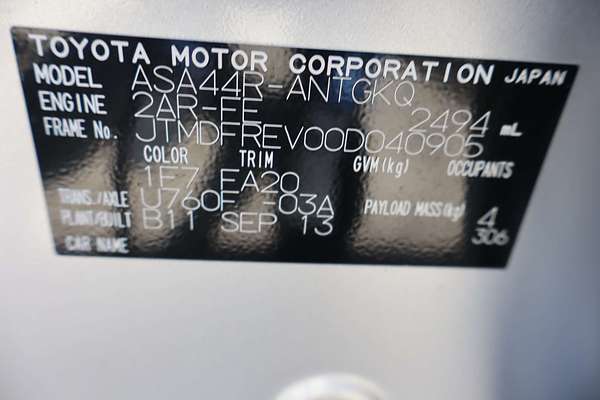 TOYOTA MOTOR CORPORATION JAPAN
MODEL ASA44R-ANTGKQ
ENGINE 2AR-FE 2494 mL
FRAME No. JTMDFREV00D040905
COLOR TRIM GVM(kg) OCCUPANTS
1F7 FA20
TRANS./AXLE U760F -03A PAYLOAD MASS(kg) 4
PLANT/BUILT B11 SEP 13 306
CAR NAME